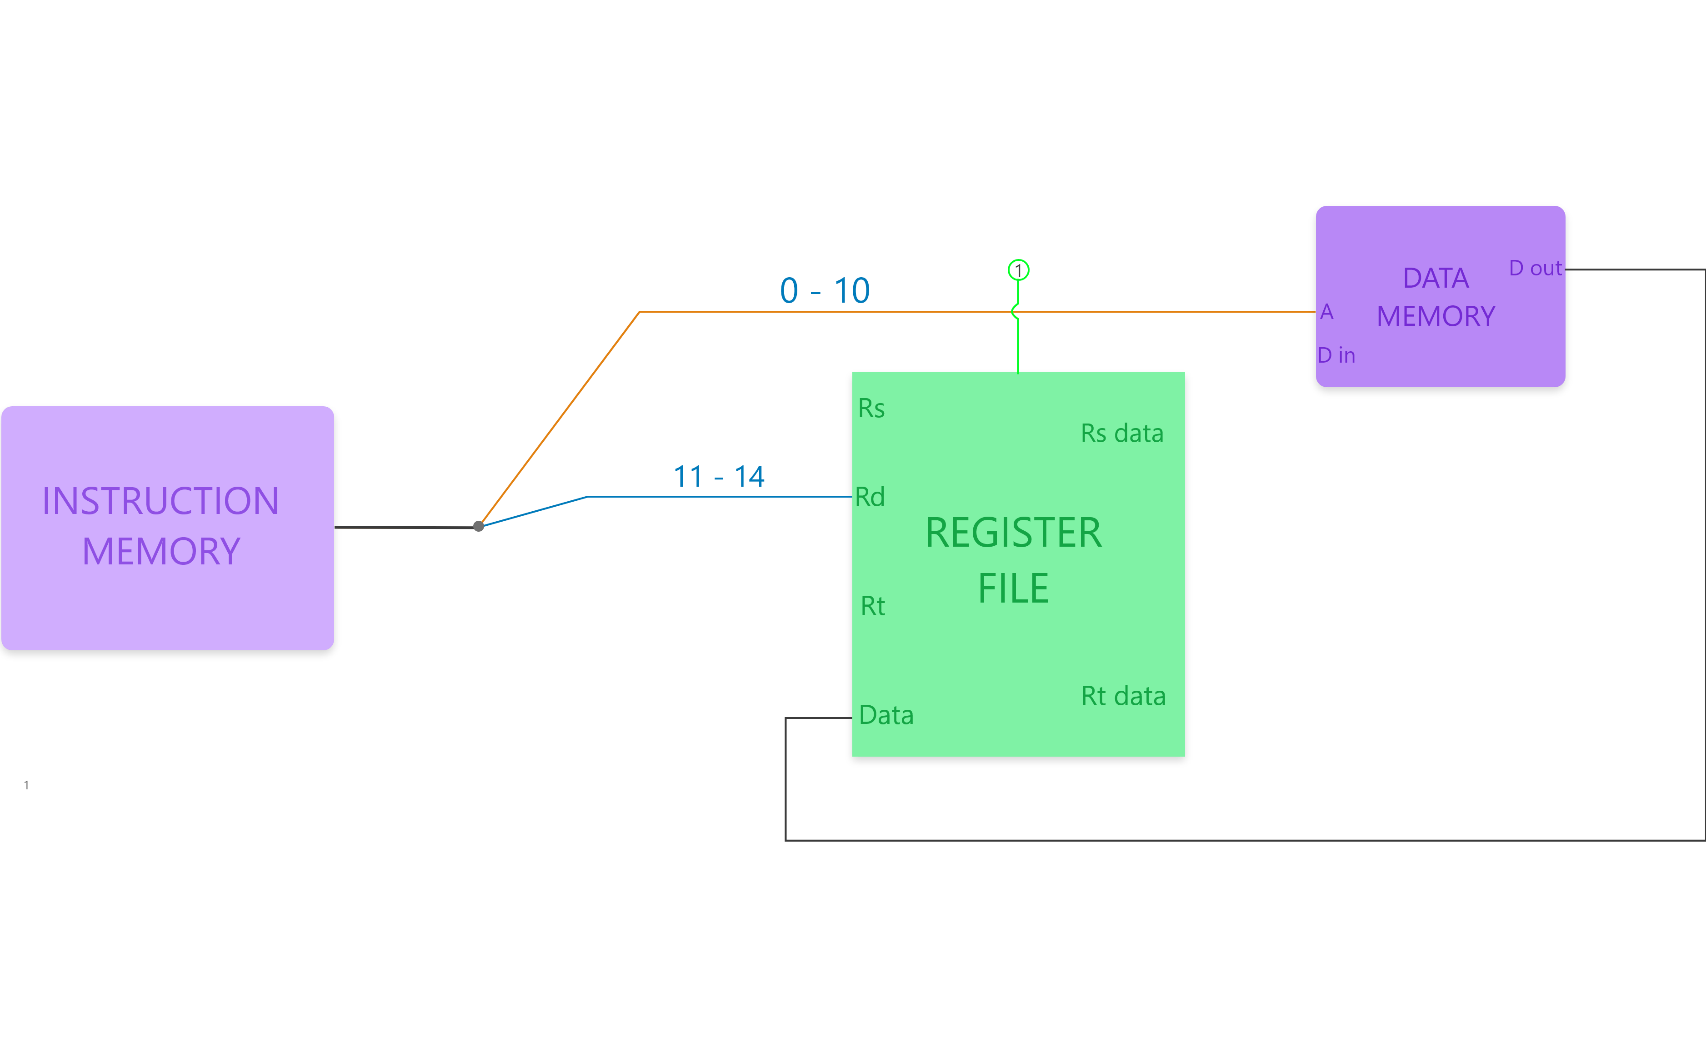 INSTRUCTION
MEMORY
0 - 10
11 - 14
1
Rs
Rd
Rt
Data
REGISTER
FILE
Rs data
Rt data
A
D in
DATA
MEMORY
D out
1